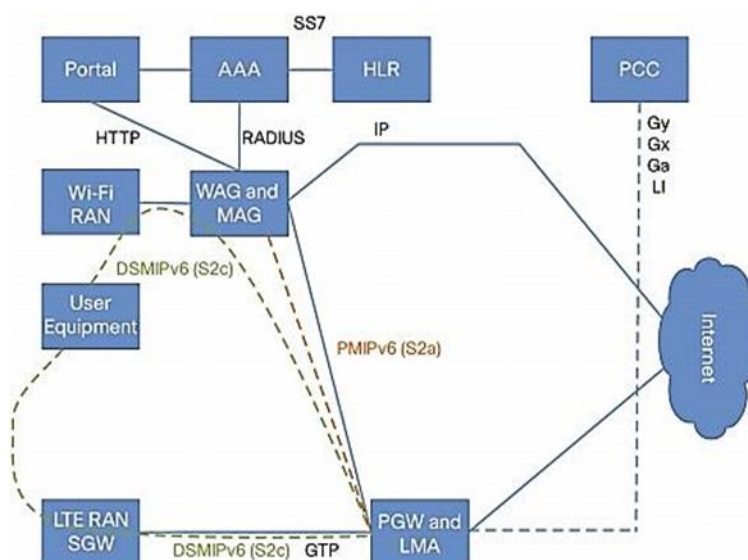 SS7
Portal
AAA
HLR
PCC
HTTP
RADIUS
IP
Gy
Gx
Ga
LI
Wi-Fi
RAN
WAG and
MAG
DSMIPv6 (S2c)
User
Equipment
PMIPv6 (S2a)
Internet
LTE RAN
SGW
DSMIPv6 (S2c)
GTP
PGW and
LMA